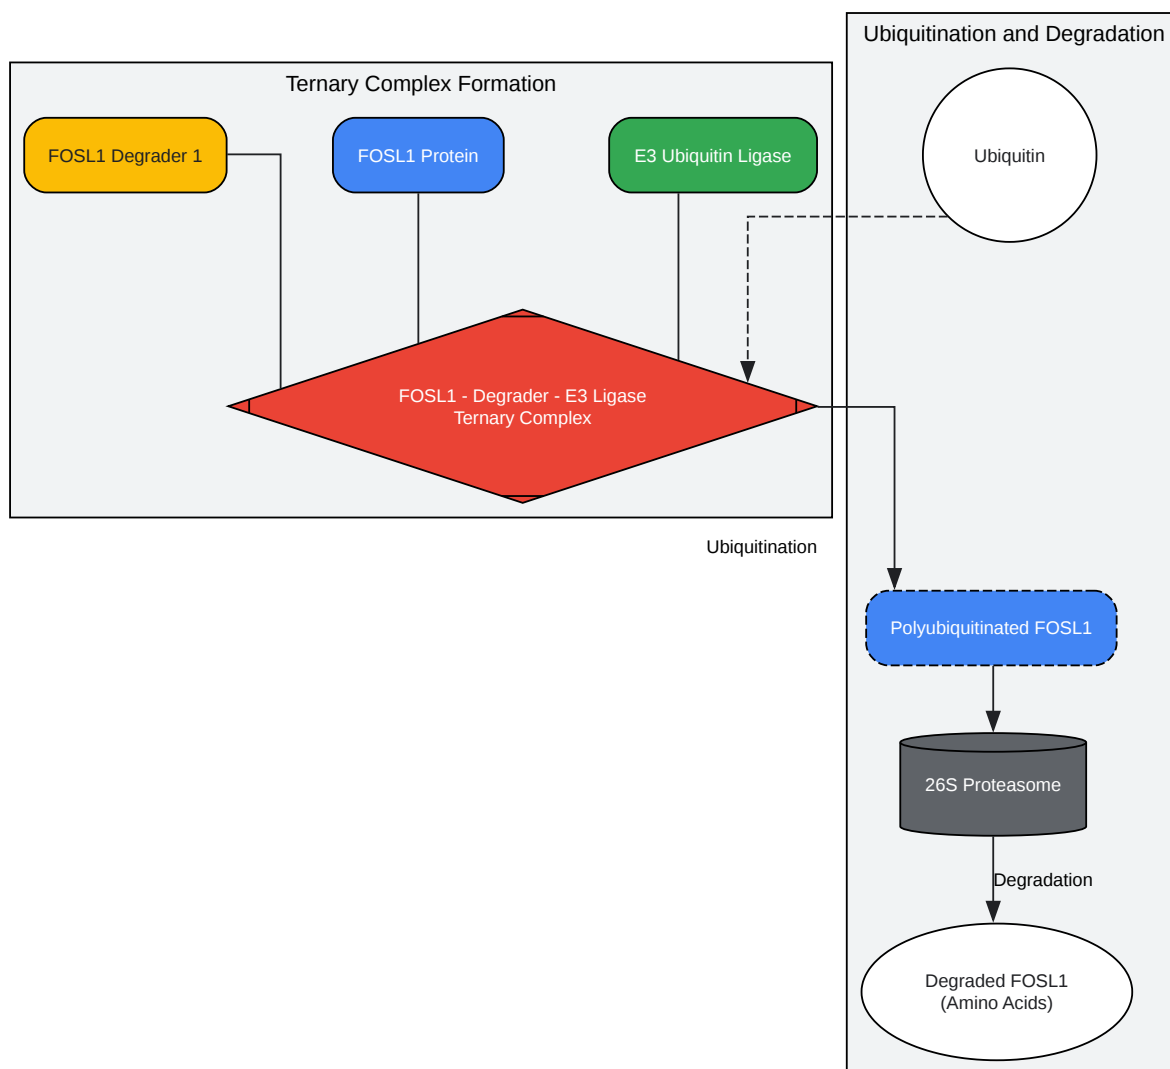 Ubiquitination and Degradation
Ternary Complex Formation
FOSL1 Degrader 1
FOSL1 Protein
E3 Ubiquitin Ligase
Ubiquitin
FOSL1 - Degrader - E3 Ligase
Ternary Complex
Ubiquitination
Polyubiquitinated FOSL1
26S Proteasome
Degradation
Degraded FOSL1
(Amino Acids)